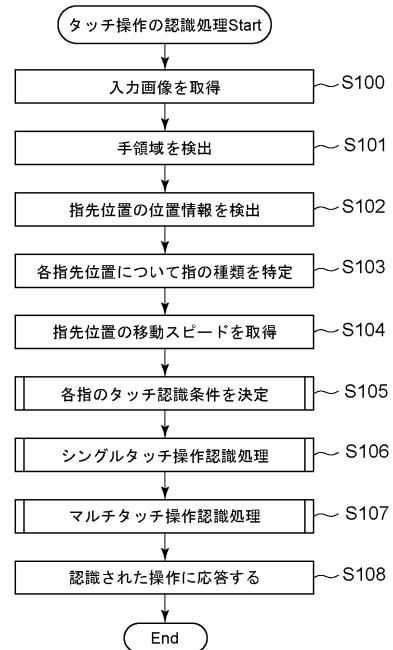 タッチ操作の認識処理Start
入力画像を取得
S100
手領域を検出
S101
指先位置の位置情報を検出
S102
各指先位置について指の種類を特定
S103
指先位置の移動スピードを取得
S104
各指のタッチ認識条件を決定
S105
シングルタッチ操作認識処理
S106
マルチタッチ操作認識処理
S107
認識された操作に応答する
S108
End